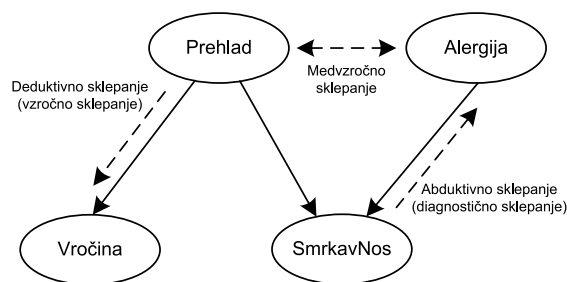 Prehlad
Alergija
Medvzročno
sklepanje
Deduktivno sklepanje
(vzročno sklepanje)
Abduktivno sklepanje
(diagnostično sklepanje)
Vročina
SmrkavNos